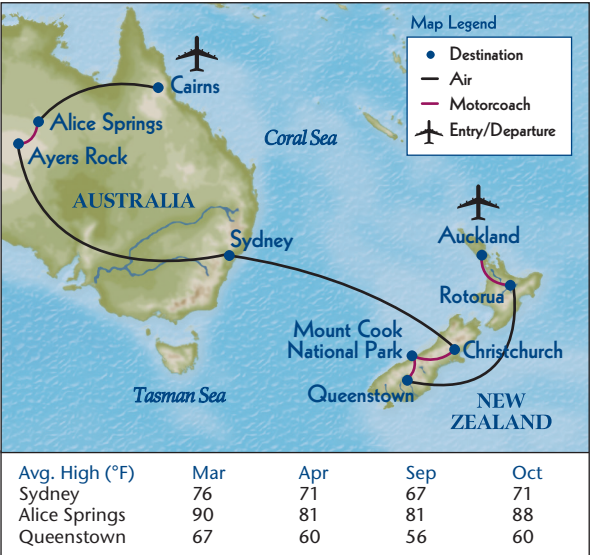 Map Legend
Destination
Air
Motorcoach
Entry/Departure
Cairns
Alice Springs
Ayers Rock
Coral Sea
AUSTRALIA
Sydney
Auckland
Rotorua
Mount Cook
National Park
Christchurch
Queenstown
Tasman Sea
NEW
ZEALAND
Avg. High (°F) Mar Apr Sep Oct
Sydney 76 71 67 71
Alice Springs 90 81 81 88
Queenstown 67 60 56 60